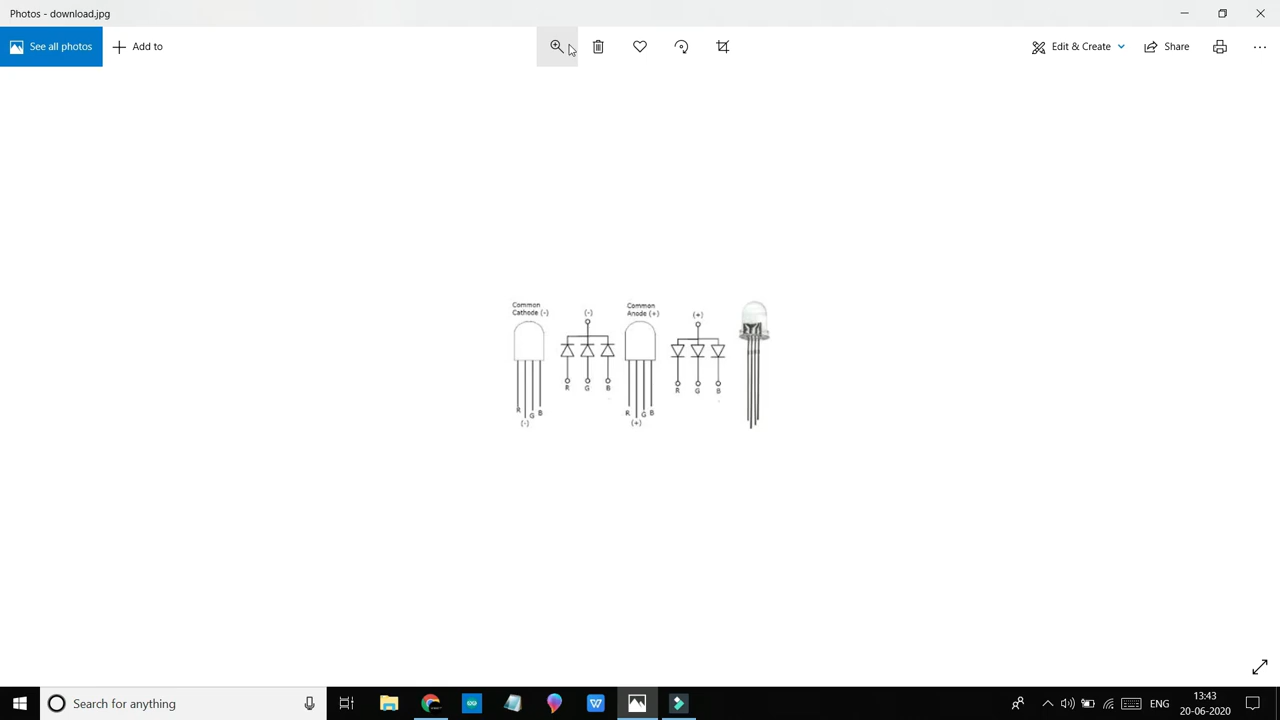 Photos - download.jpg
See all photos
Add to
Edit & Create
Share
Common
Cathode (-)
(-)
Common
Anode (+)
(+)
R
G
B
R
G
B
R
G
B
(-)
R
G
B
(+)
Search for anything
ENG
13:43
20-06-2020